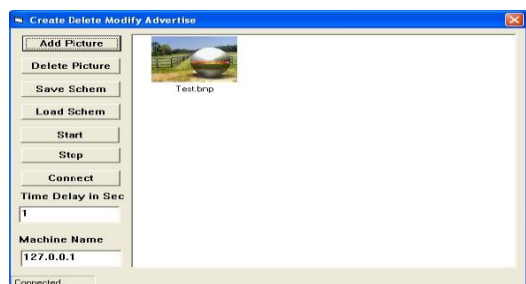 Create Delete Modify Advertise
Add Picture
Delete Picture
Save Schem
Load Schem
Start
Stop
Connect
Time Delay in Sec
1
Machine Name
127.0.0.1
Connected
Test.bmp